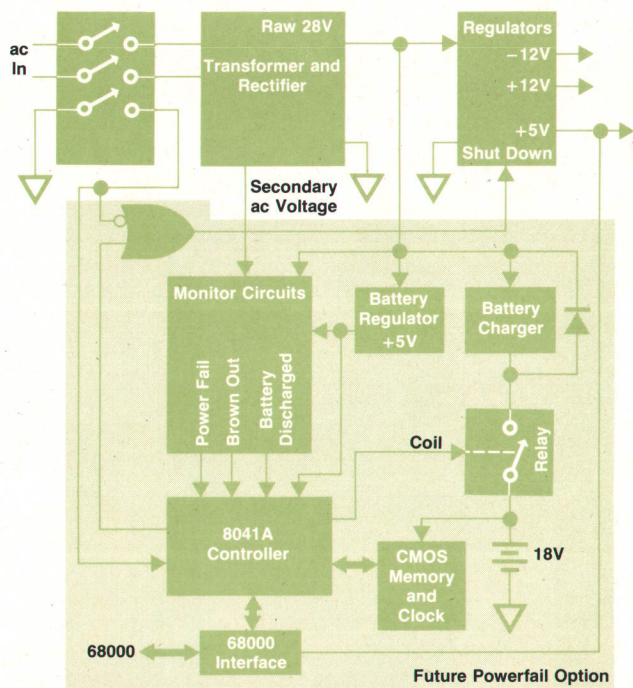 ac
In
Raw 28V
Transformer and
Rectifier
Regulators
−12V
+12V
+5V
Shut Down
Secondary
ac Voltage
Monitor Circuits
Power Fail
Brown Out
Battery
Discharged
Battery
Regulator
+5V
Battery
Charger
Coil
Relay
8041A
Controller
CMOS
Memory
and
Clock
18V
68000
68000
Interface
Future Powerfail Option